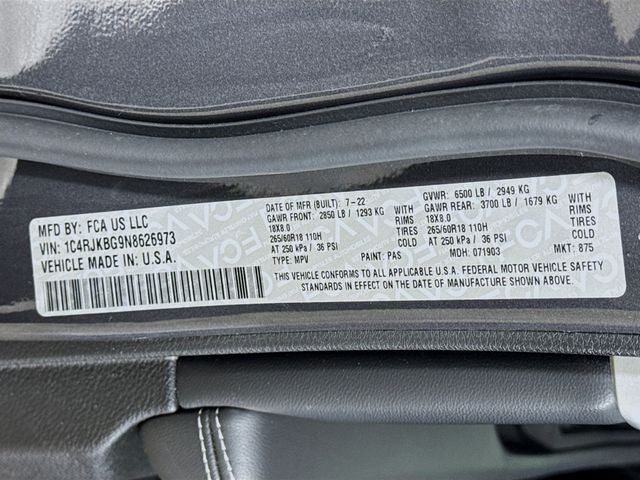 MFD BY: FCA US LLC
VIN: 1C4RJKBG9N8626973
VEHICLE MADE IN: U.S.A.
DATE OF MFR (BUILT): 7-22 GVWR: 6500 LB / 2949 KG
GAWR FRONT: 2850 LB / 1293 KG WITH GAWR REAR: 3700 LB / 1679 KG WITH
18X8.0 RIMS 18X8.0 RIMS
265/60R18 110H TIRES 265/60R18 110H TIRES
AT 250 kPa / 36 PSI COLD AT 250 kPa / 36 PSI COLD
TYPE: MPV PAINT: PAS MDH: 071903 MKT: 875
THIS VEHICLE CONFORMS TO ALL APPLICABLE U.S.A. FEDERAL MOTOR VEHICLE SAFETY
STANDARDS IN EFFECT ON THE DATE OF MANUFACTURE SHOWN ABOVE.